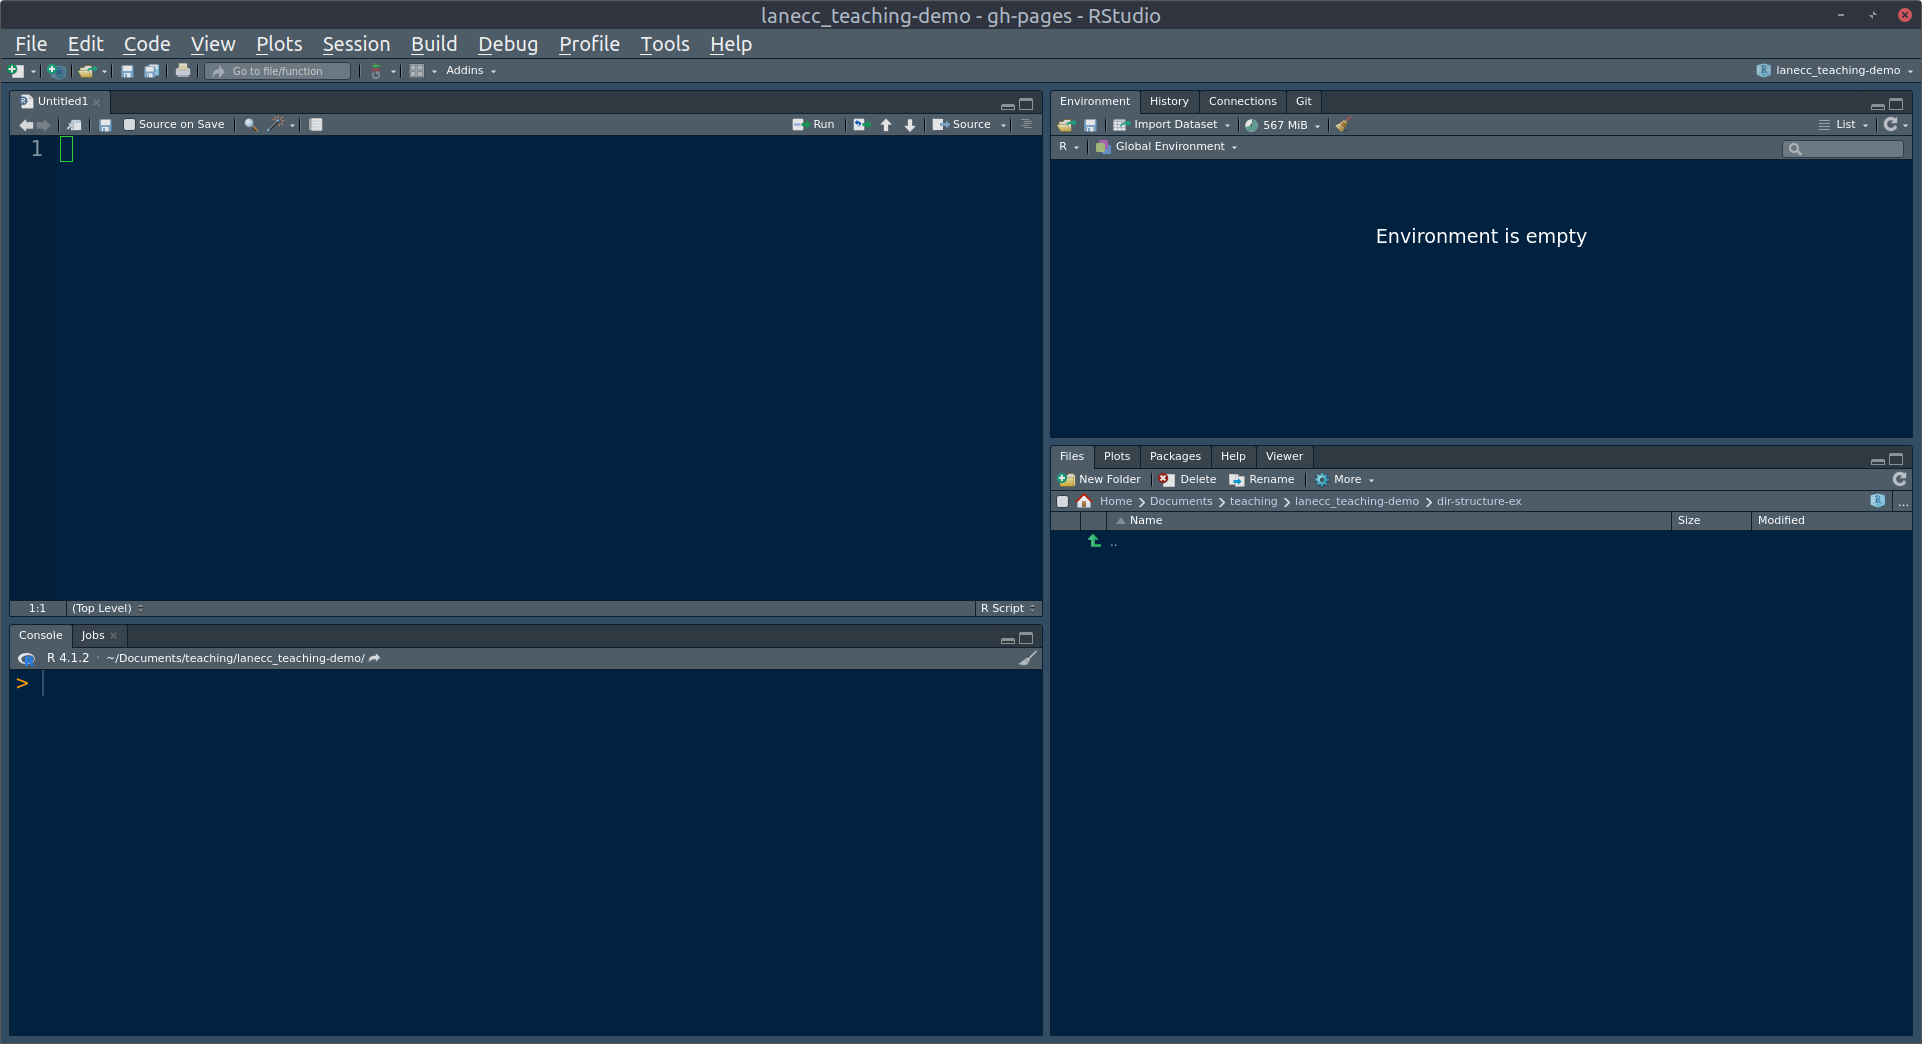 lanecc_teaching-demo - gh-pages - RStudio
File Edit Code View Plots Session Build Debug Profile Tools Help
Go to file/function Addins lanecc_teaching-demo
Untitled1
Source on Save Run Source
1
1:1 (Top Level) R Script
Console Jobs
R 4.1.2 · ~/Documents/teaching/lanecc_teaching-demo/
>
Environment History Connections Git
Import Dataset 567 MiB List
R Global Environment
Environment is empty
Files Plots Packages Help Viewer
New Folder Delete Rename More
Home Documents teaching lanecc_teaching-demo dir-structure-ex ...
Name Size Modified
..